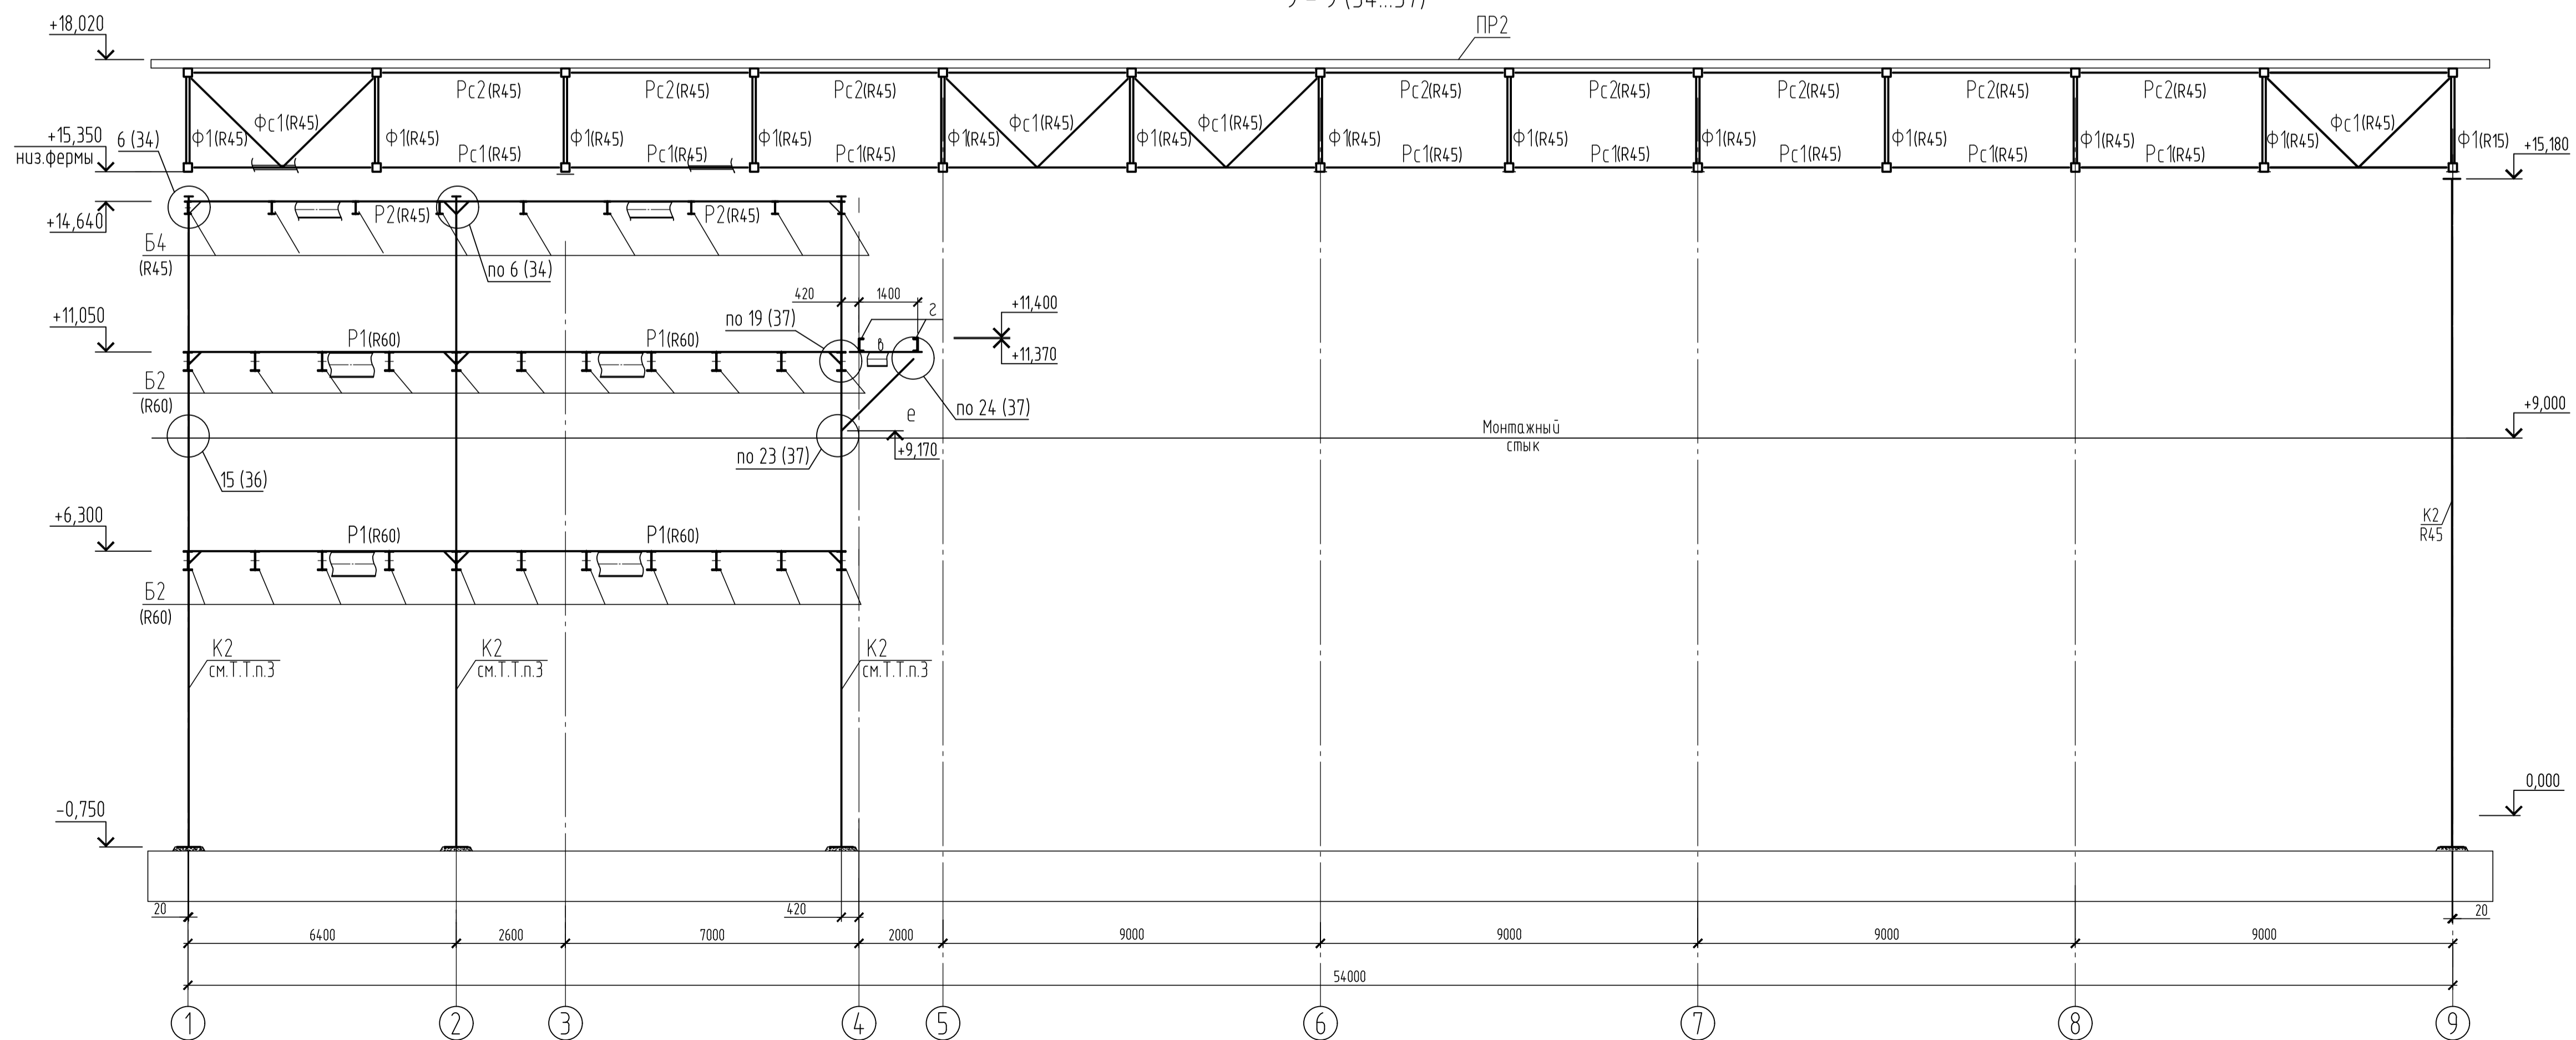 ПР2
+18,020
Рс2(R45)
Рс2(R45)
Рс2(R45)
Рс2(R45)
Рс2(R45)
Рс2(R45)
Рс2(R45)
Рс2(R45)
Фс1(R45)
Фс1(R45)
Фс1(R45)
Фс1(R45)
+15,350
низ.фермы
6 (34)
Ф1(R45)
Ф1(R45)
Ф1(R45)
Ф1(R45)
Ф1(R45)
Ф1(R45)
Ф1(R45)
Ф1(R45)
Ф1(R45)
Ф1(R45)
Ф1(R45)
Ф1(R45)
Ф1(R15)
+15,180
Рс1(R45)
Рс1(R45)
Рс1(R45)
Рс1(R45)
Рс1(R45)
Рс1(R45)
Рс1(R45)
Рс1(R45)
+14,640
Р2(R45)
Р2(R45)
Б4
(R45)
по 6 (34)
420
1400
г
+11,400
+11,050
по 19 (37)
Р1(R60)
Р1(R60)
в
+11,370
Б2
(R60)
е
по 24 (37)
+9,000
Монтажный
стык
+9,170
по 23 (37)
15 (36)
+6,300
Р1(R60)
Р1(R60)
К2
R45
Б2
(R60)
К2
см.Т.Т.п.3
К2
см.Т.Т.п.3
К2
см.Т.Т.п.3
-0,750
0,000
20
420
20
6400
2600
7000
2000
9000
9000
9000
9000
54000
1
2
3
4
5
6
7
8
9